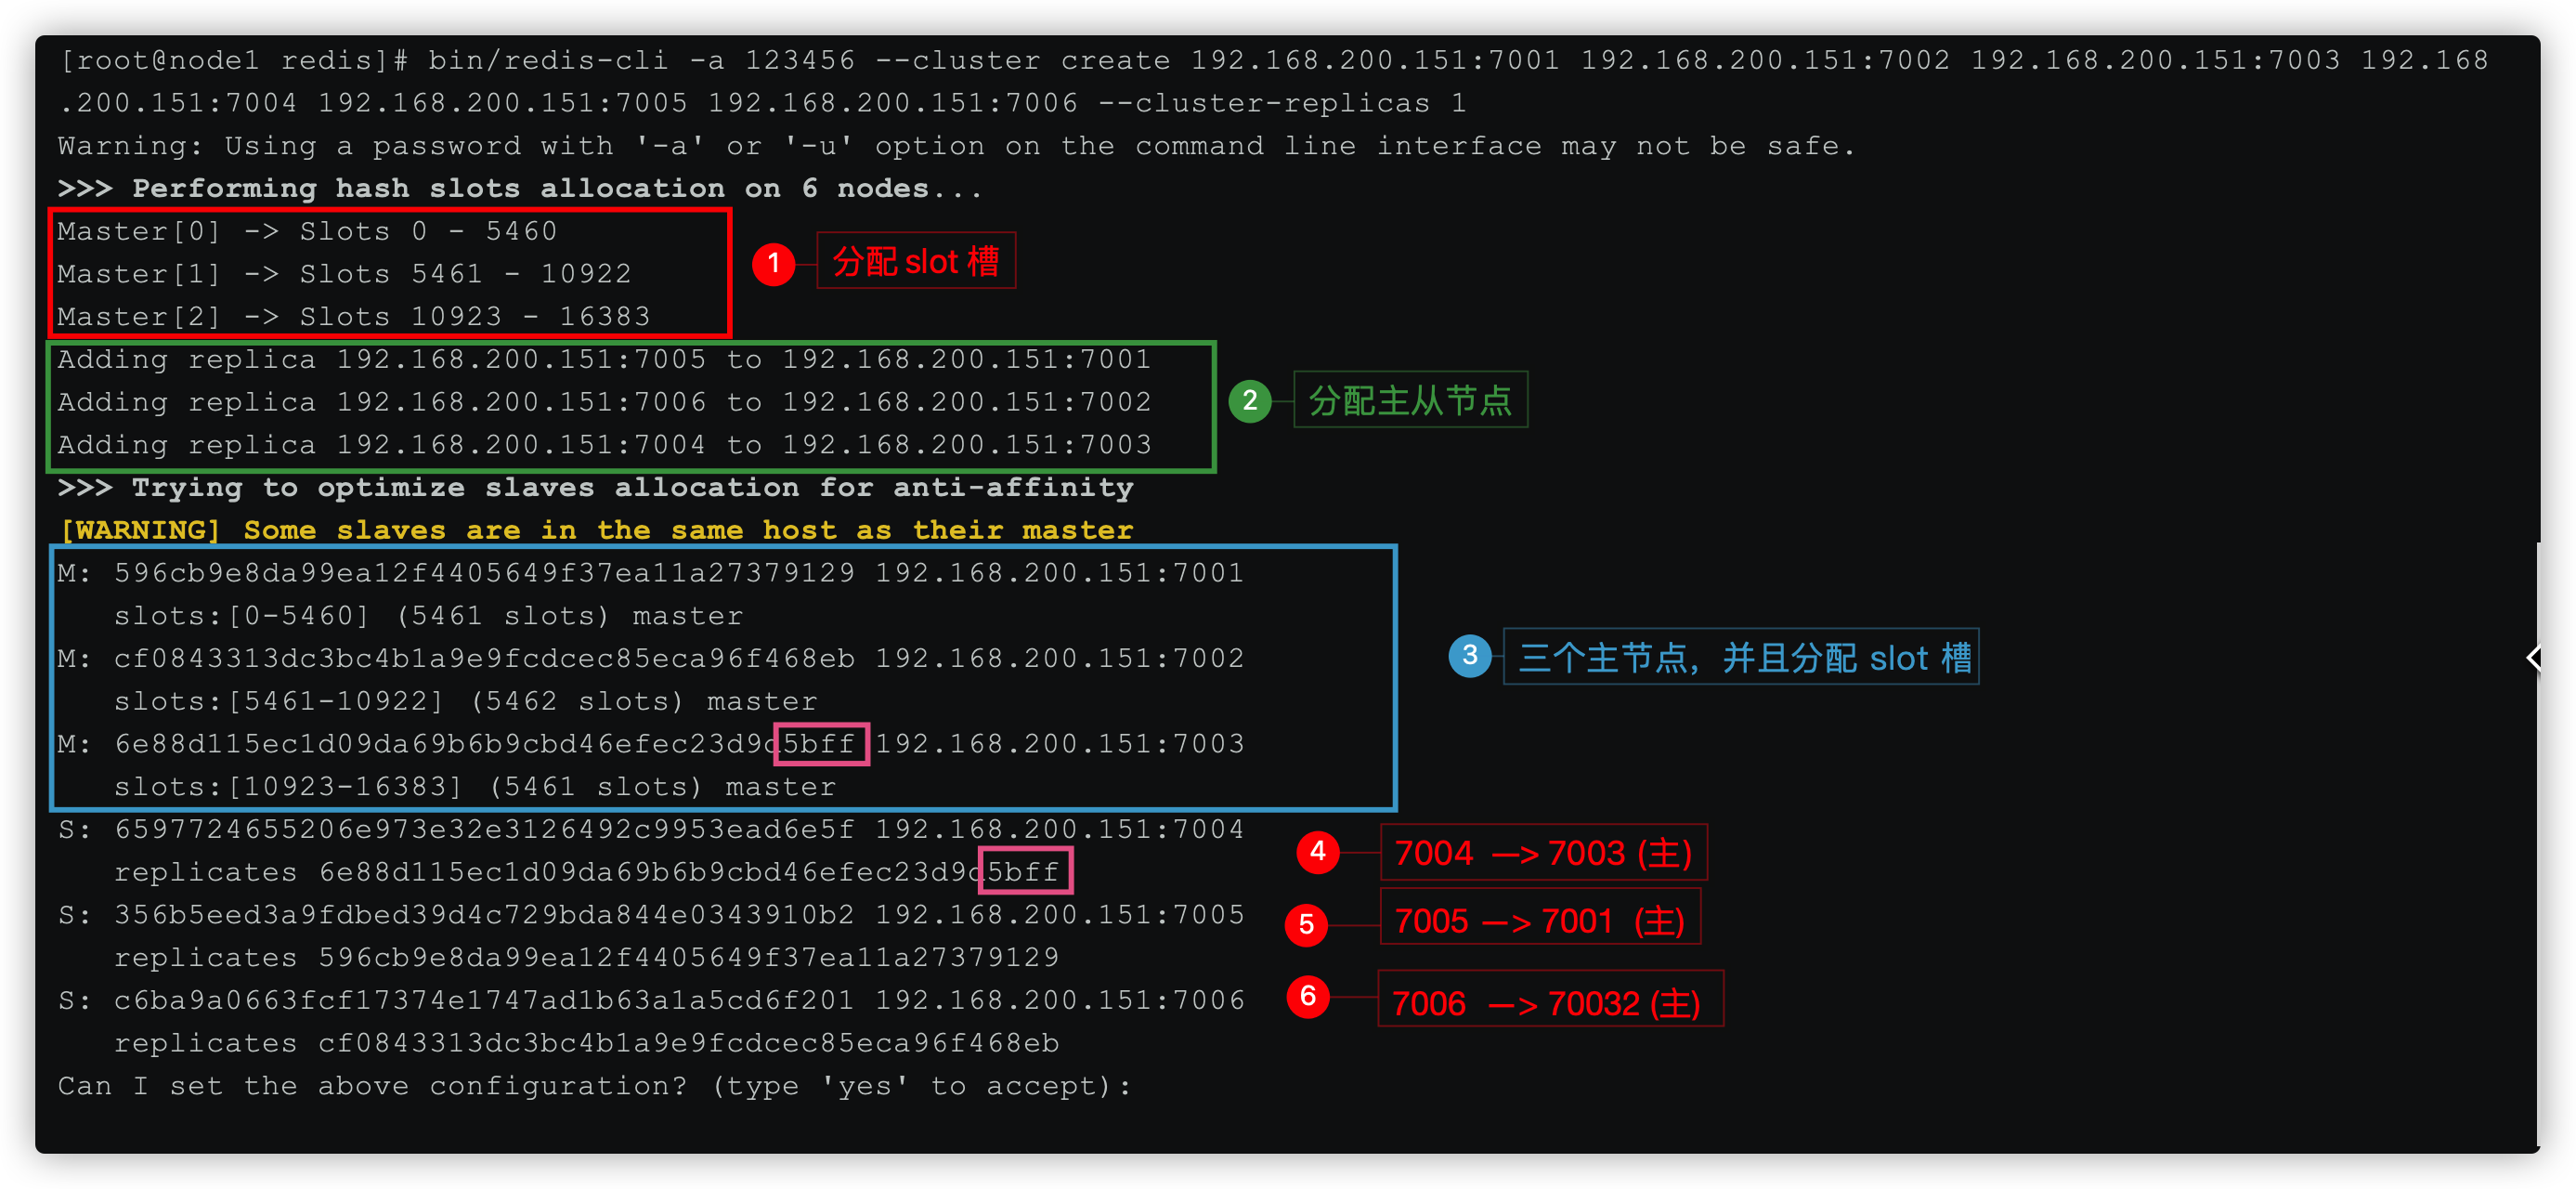 [root@node1 redis]# bin/redis-cli -a 123456 --cluster create 192.168.200.151:7001 192.168.200.151:7002 192.168.200.151:7003 192.168
.200.151:7004 192.168.200.151:7005 192.168.200.151:7006 --cluster-replicas 1
Warning: Using a password with '-a' or '-u' option on the command line interface may not be safe.
>>> Performing hash slots allocation on 6 nodes...
Master[0] -> Slots 0 - 5460
Master[1] -> Slots 5461 - 10922
Master[2] -> Slots 10923 - 16383
1 分配 slot 槽
Adding replica 192.168.200.151:7005 to 192.168.200.151:7001
Adding replica 192.168.200.151:7006 to 192.168.200.151:7002
Adding replica 192.168.200.151:7004 to 192.168.200.151:7003
2 分配主从节点
>>> Trying to optimize slaves allocation for anti-affinity
[WARNING] Some slaves are in the same host as their master
M: 596cb9e8da99ea12f4405649f37ea11a27379129 192.168.200.151:7001
slots:[0-5460] (5461 slots) master
M: cf0843313dc3bc4b1a9e9fcdcec85eca96f468eb 192.168.200.151:7002
slots:[5461-10922] (5462 slots) master
M: 6e88d115ec1d09da69b6b9cbd46efec23d9d5bff 192.168.200.151:7003
slots:[10923-16383] (5461 slots) master
3 三个主节点，并且分配 slot 槽
S: 6597724655206e973e32e3126492c9953ead6e5f 192.168.200.151:7004
replicates 6e88d115ec1d09da69b6b9cbd46efec23d9d5bff
4 7004 —> 7003 (主)
S: 356b5eed3a9fdbed39d4c729bda844e0343910b2 192.168.200.151:7005
replicates 596cb9e8da99ea12f4405649f37ea11a27379129
5 7005 —> 7001 (主)
S: c6ba9a0663fcf17374e1747ad1b63a1a5cd6f201 192.168.200.151:7006
replicates cf0843313dc3bc4b1a9e9fcdcec85eca96f468eb
6 7006 —> 70032 (主)
Can I set the above configuration? (type 'yes' to accept):